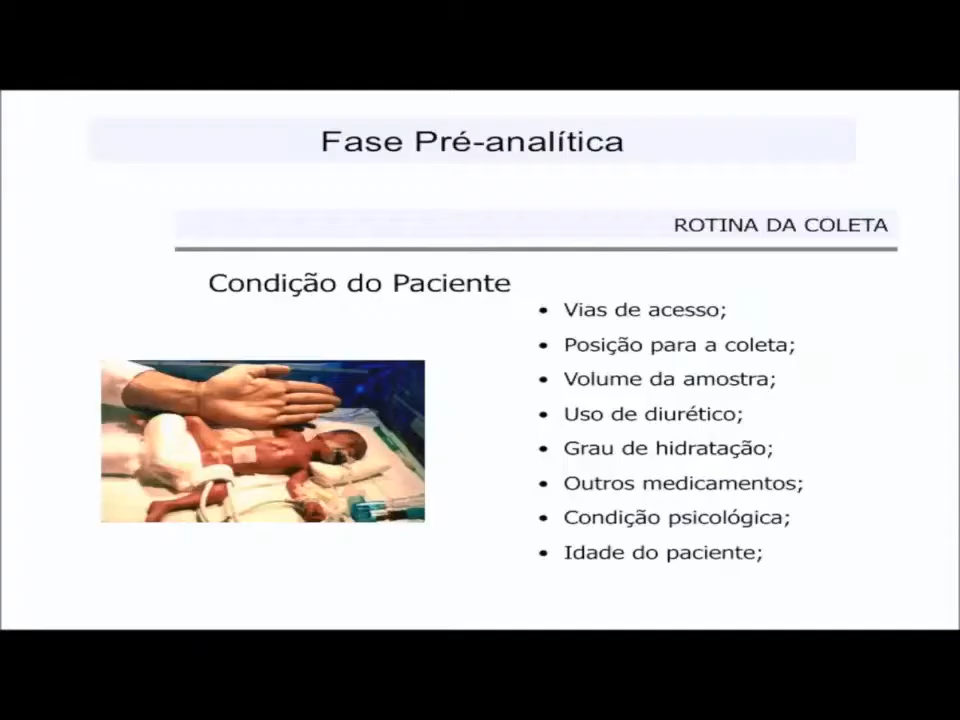 Fase Pré-analítica
ROTINA DA COLETA
Condição do Paciente
• Vias de acesso;
• Posição para a coleta;
• Volume da amostra;
• Uso de diurético;
• Grau de hidratação;
• Outros medicamentos;
• Condição psicológica;
• Idade do paciente;